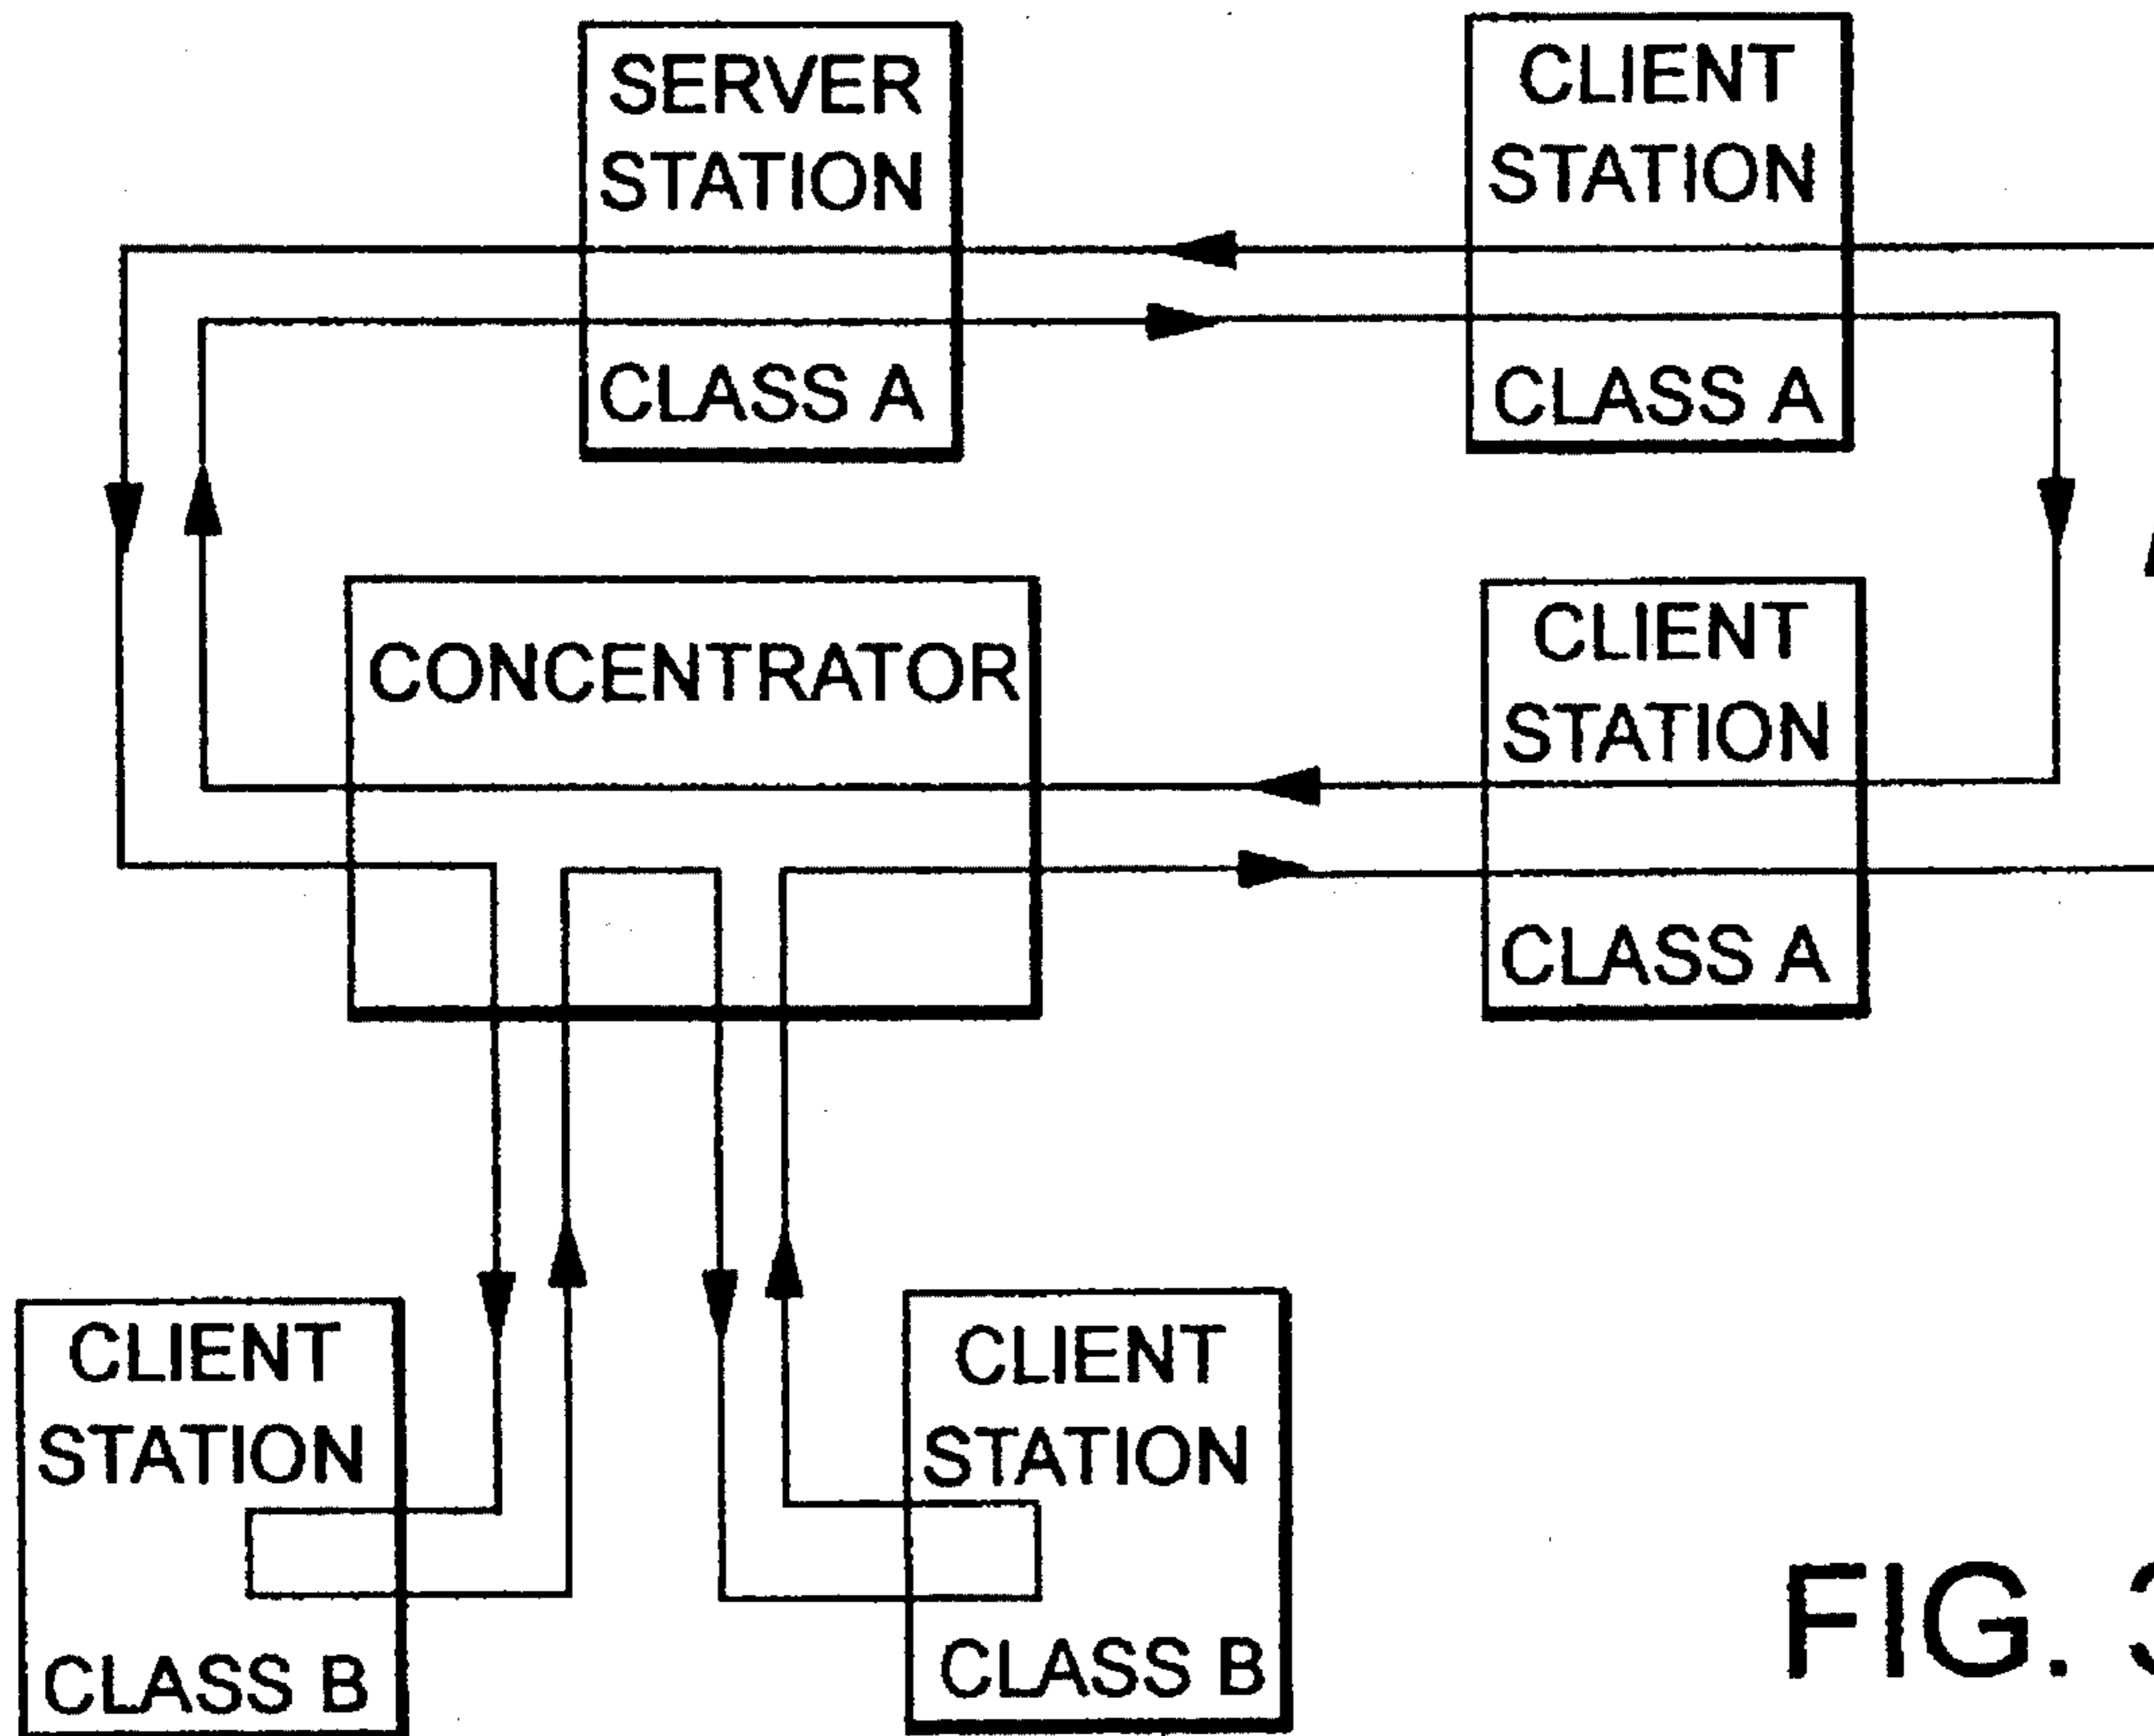 SERVER
STATION
CLASS A
CLIENT
STATION
CLASS A
CONCENTRATOR
CLIENT
STATION
CLASS A
CLIENT
STATION
CLASS B
CLIENT
STATION
CLASS B
FIG.